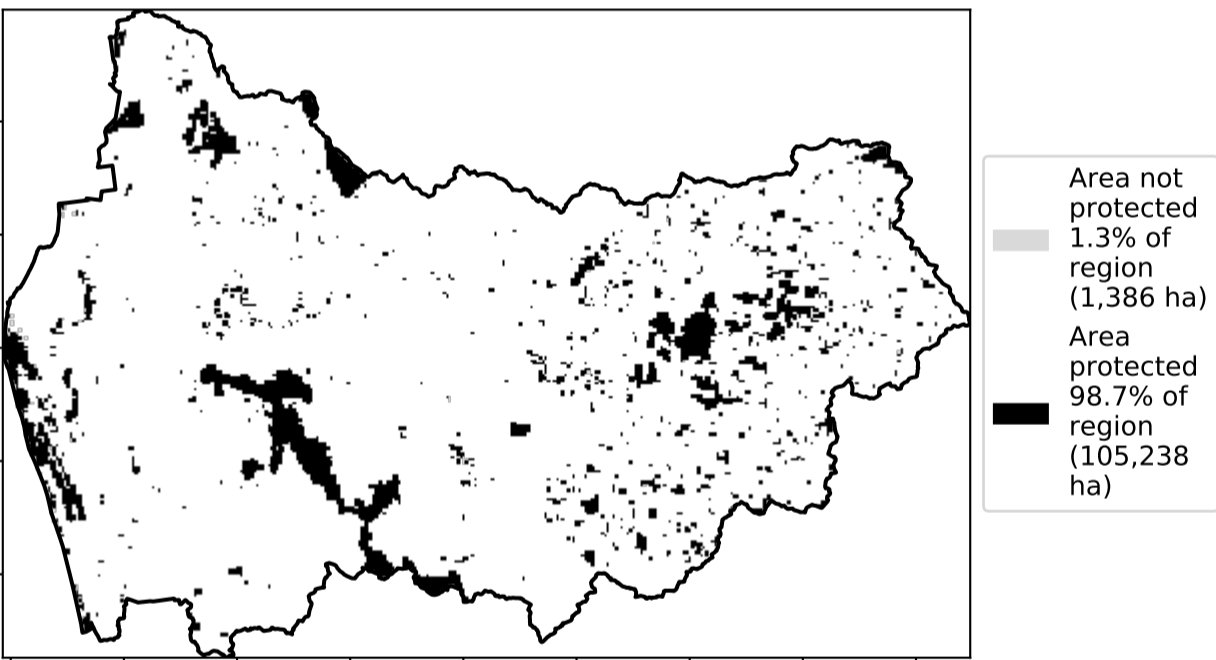 Area not
protected
1.3% of
region
(1,386 ha)
Area
protected
98.7% of
region
(105,238
ha)